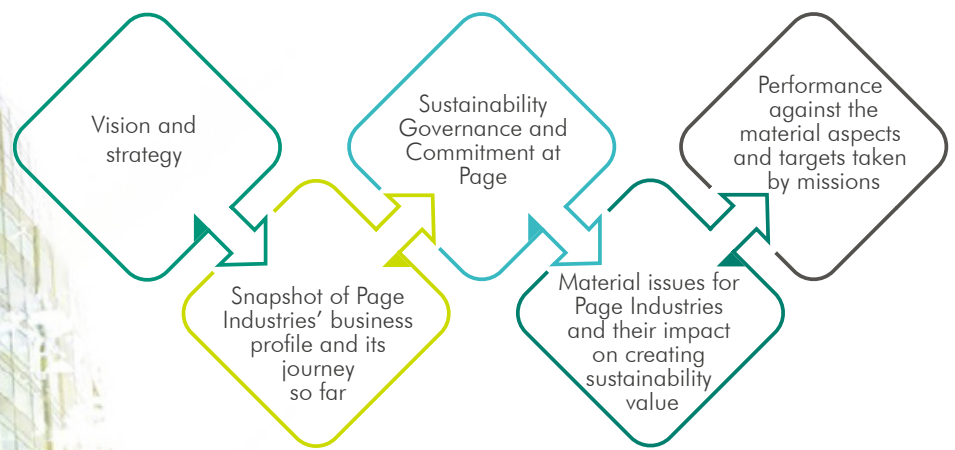 Vision and
strategy
Snapshot of Page
Industries’ business
profile and its
journey
so far
Sustainability
Governance and
Commitment at
Page
Material issues for
Page Industries
and their impact
on creating
sustainability
value
Performance
against the
material aspects
and targets taken
by missions